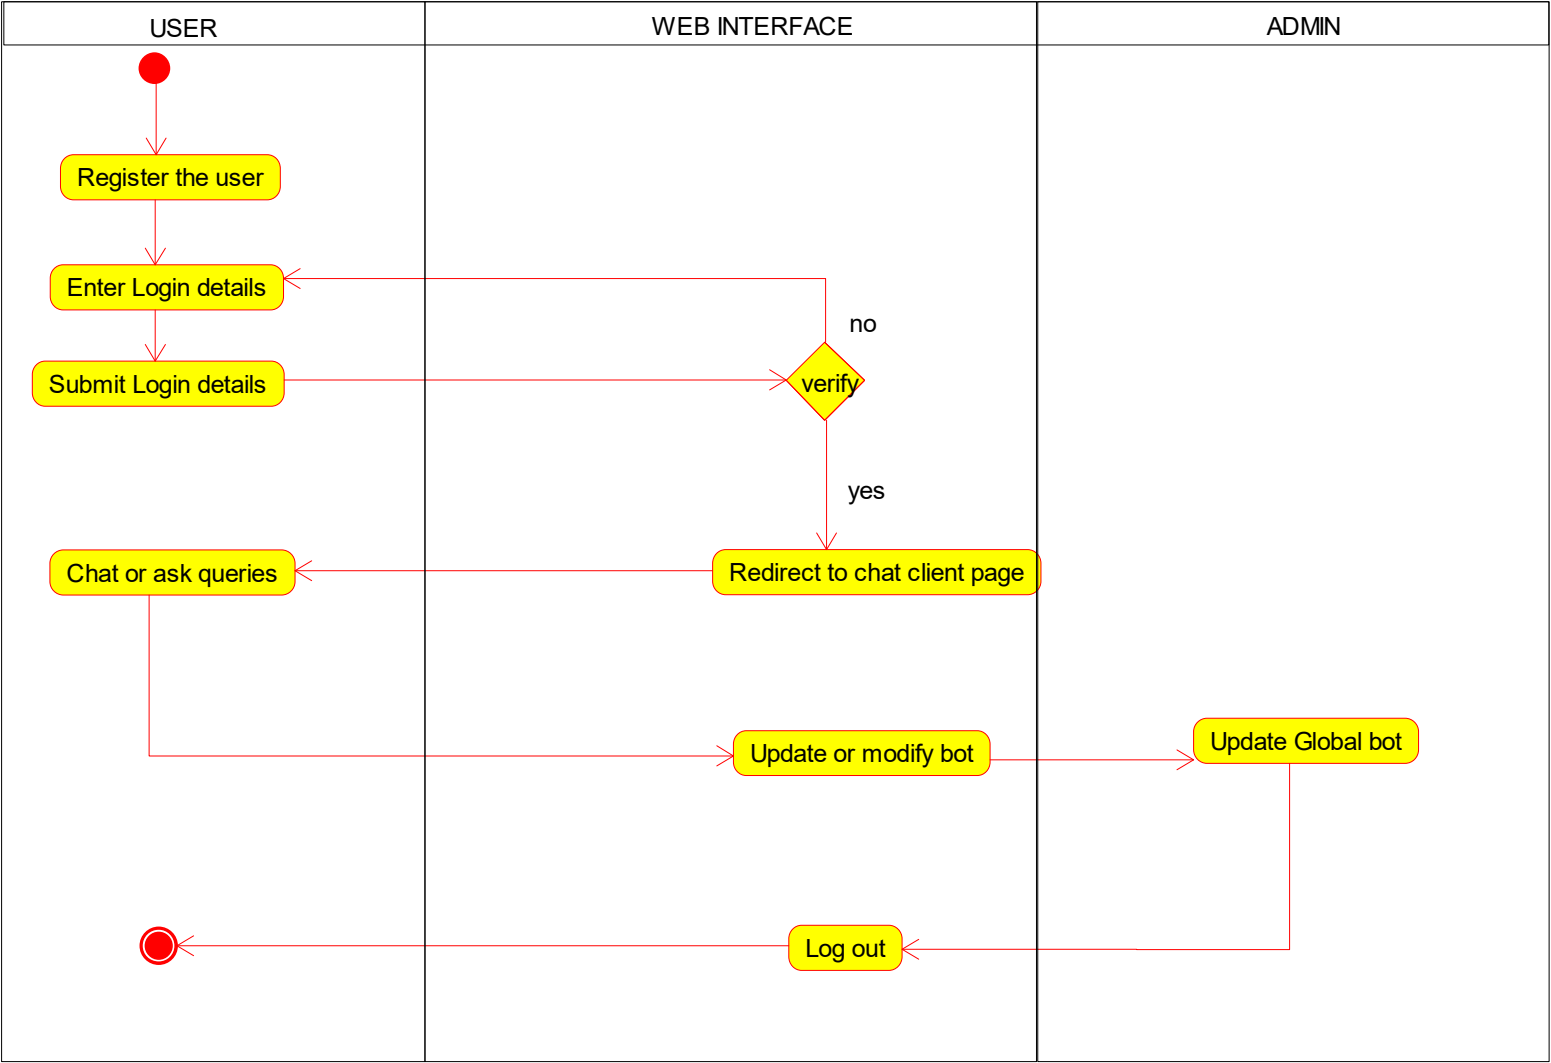 USER
WEB INTERFACE
ADMIN
Register the user
Enter Login details
no
Submit Login details
verify
yes
Chat or ask queries
Redirect to chat client page
Update or modify bot
Update Global bot
Log out